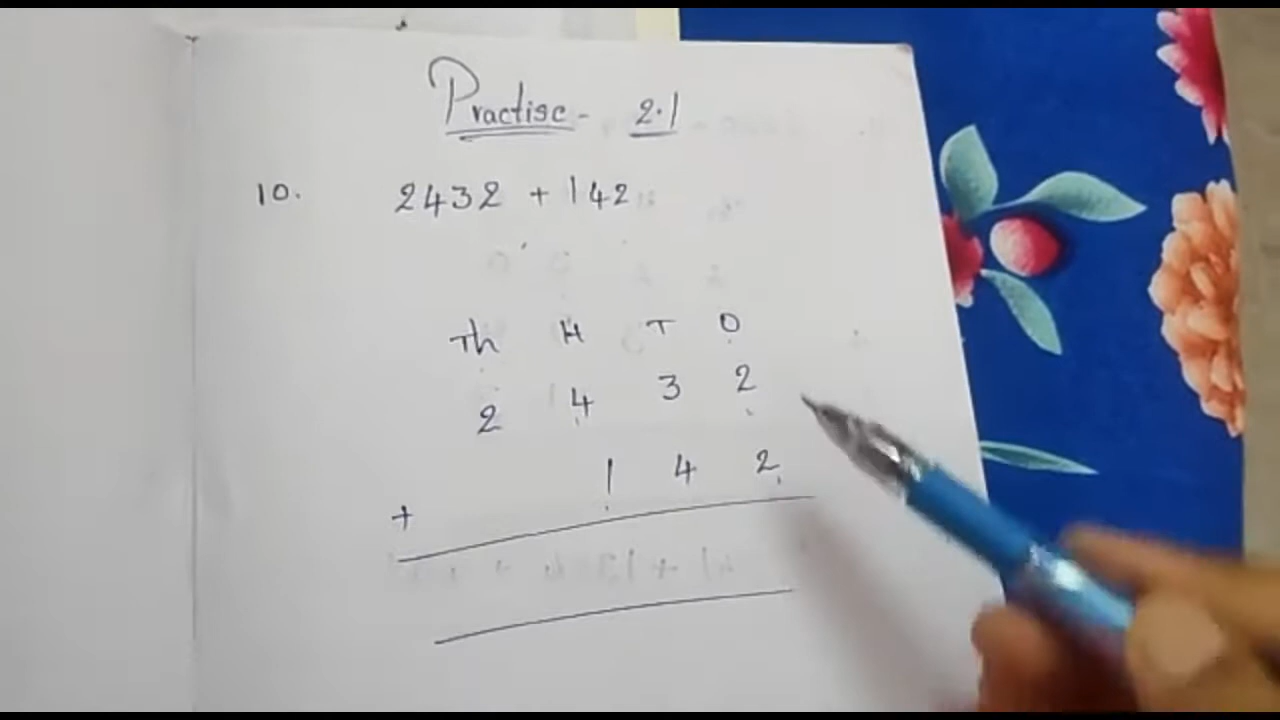 Practise - 2.1
10. 2432 + 142
Th H T O
2 4 3 2
1 4 2
+